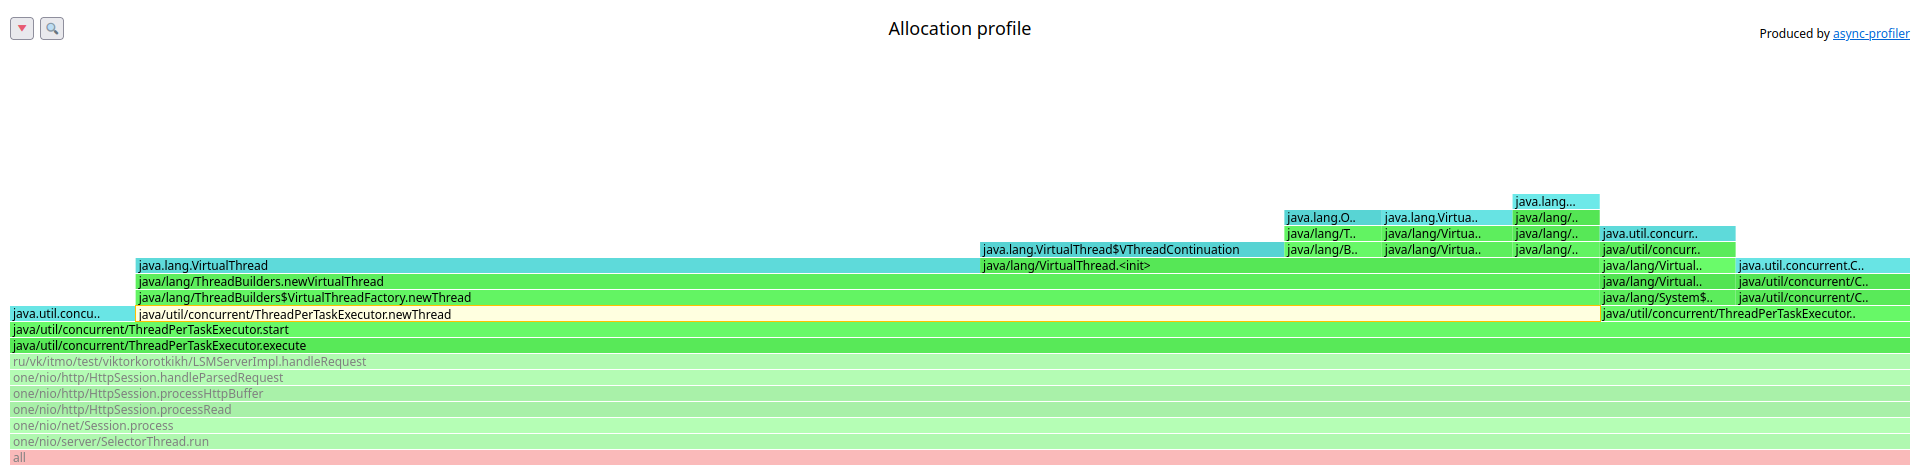 Allocation profile
Produced by async-profiler
java.lang...
java.lang.O.. java.lang.Virtua.. java/lang/..
java/lang/T.. java/lang/Virtua.. java/lang/.. java.util.concurr..
java.lang.VirtualThread$VThreadContinuation java/lang/B.. java/lang/Virtua.. java/lang/.. java/util/concurr..
java.lang.VirtualThread java/lang/VirtualThread.<init> java/lang/Virtual.. java.util.concurrent.C..
java/lang/ThreadBuilders.newVirtualThread java/lang/Virtual.. java/util/concurrent/C..
java/lang/ThreadBuilders$VirtualThreadFactory.newThread java/lang/System$.. java/util/concurrent/C..
java.util.concu.. java/util/concurrent/ThreadPerTaskExecutor.newThread java/util/concurrent/ThreadPerTaskExecutor..
java/util/concurrent/ThreadPerTaskExecutor.start
java/util/concurrent/ThreadPerTaskExecutor.execute
ru/vk/itmo/test/viktorkorotkikh/LSMServerImpl.handleRequest
one/nio/http/HttpSession.handleParsedRequest
one/nio/http/HttpSession.processHttpBuffer
one/nio/http/HttpSession.processRead
one/nio/net/Session.process
one/nio/server/SelectorThread.run
all